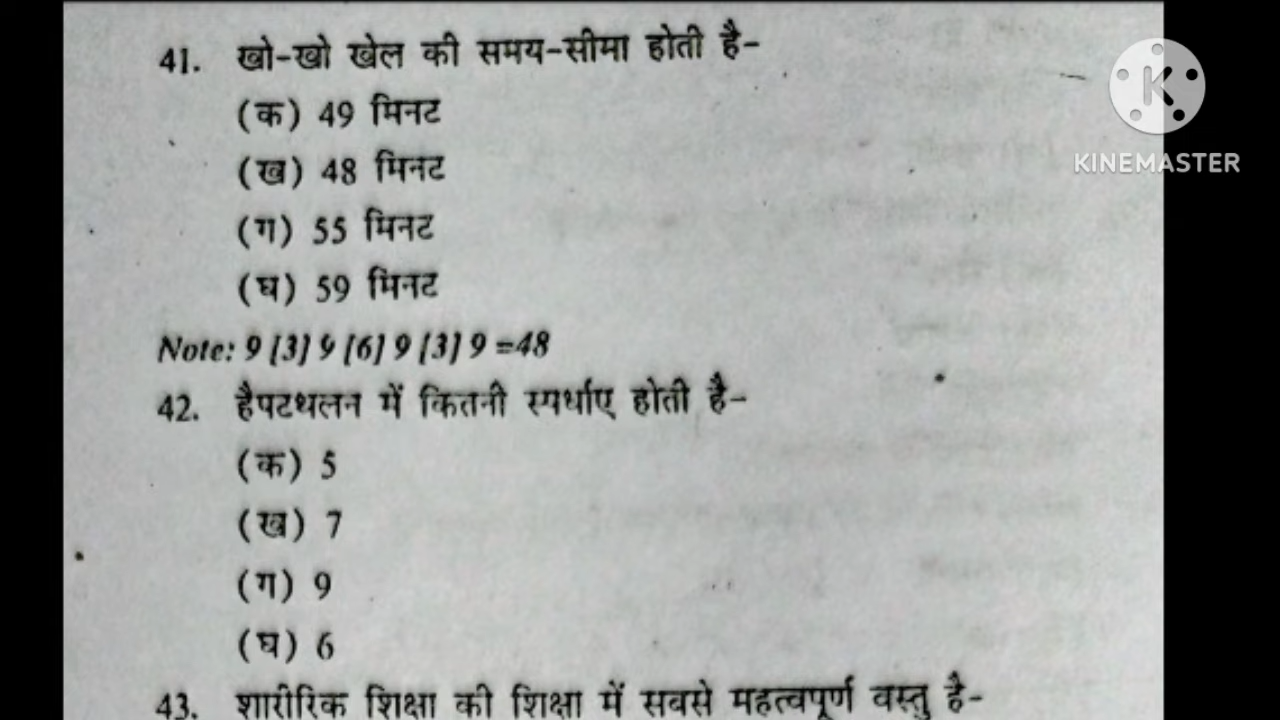 41. खो-खो खेल की समय-सीमा होती है-
(क) 49 मिनट
(ख) 48 मिनट
(ग) 55 मिनट
(घ) 59 मिनट
Note: 9 [3] 9 [6] 9 [3] 9 =48
42. हैपटथलन में कितनी स्पर्धाए होती है-
(क) 5
(ख) 7
(ग) 9
(घ) 6
43. शारीरिक शिक्षा की शिक्षा में सबसे महत्वपूर्ण वस्तु है-
K
KINEMASTER